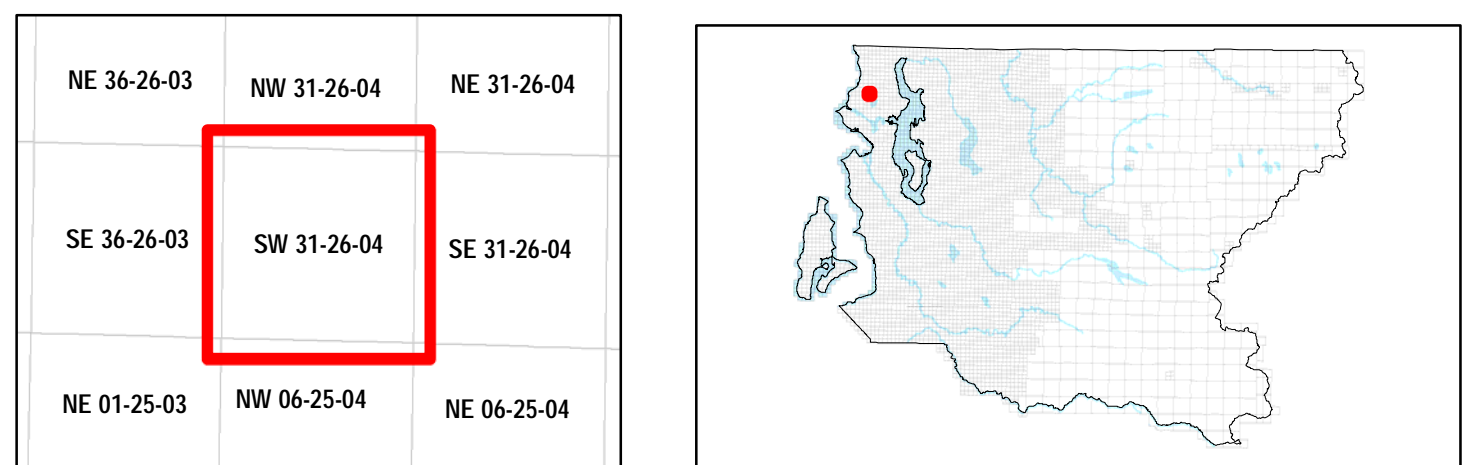 NE 36-26-03
NW 31-26-04
NE 31-26-04
SE 36-26-03
SW 31-26-04
SE 31-26-04
NE 01-25-03
NW 06-25-04
NE 06-25-04